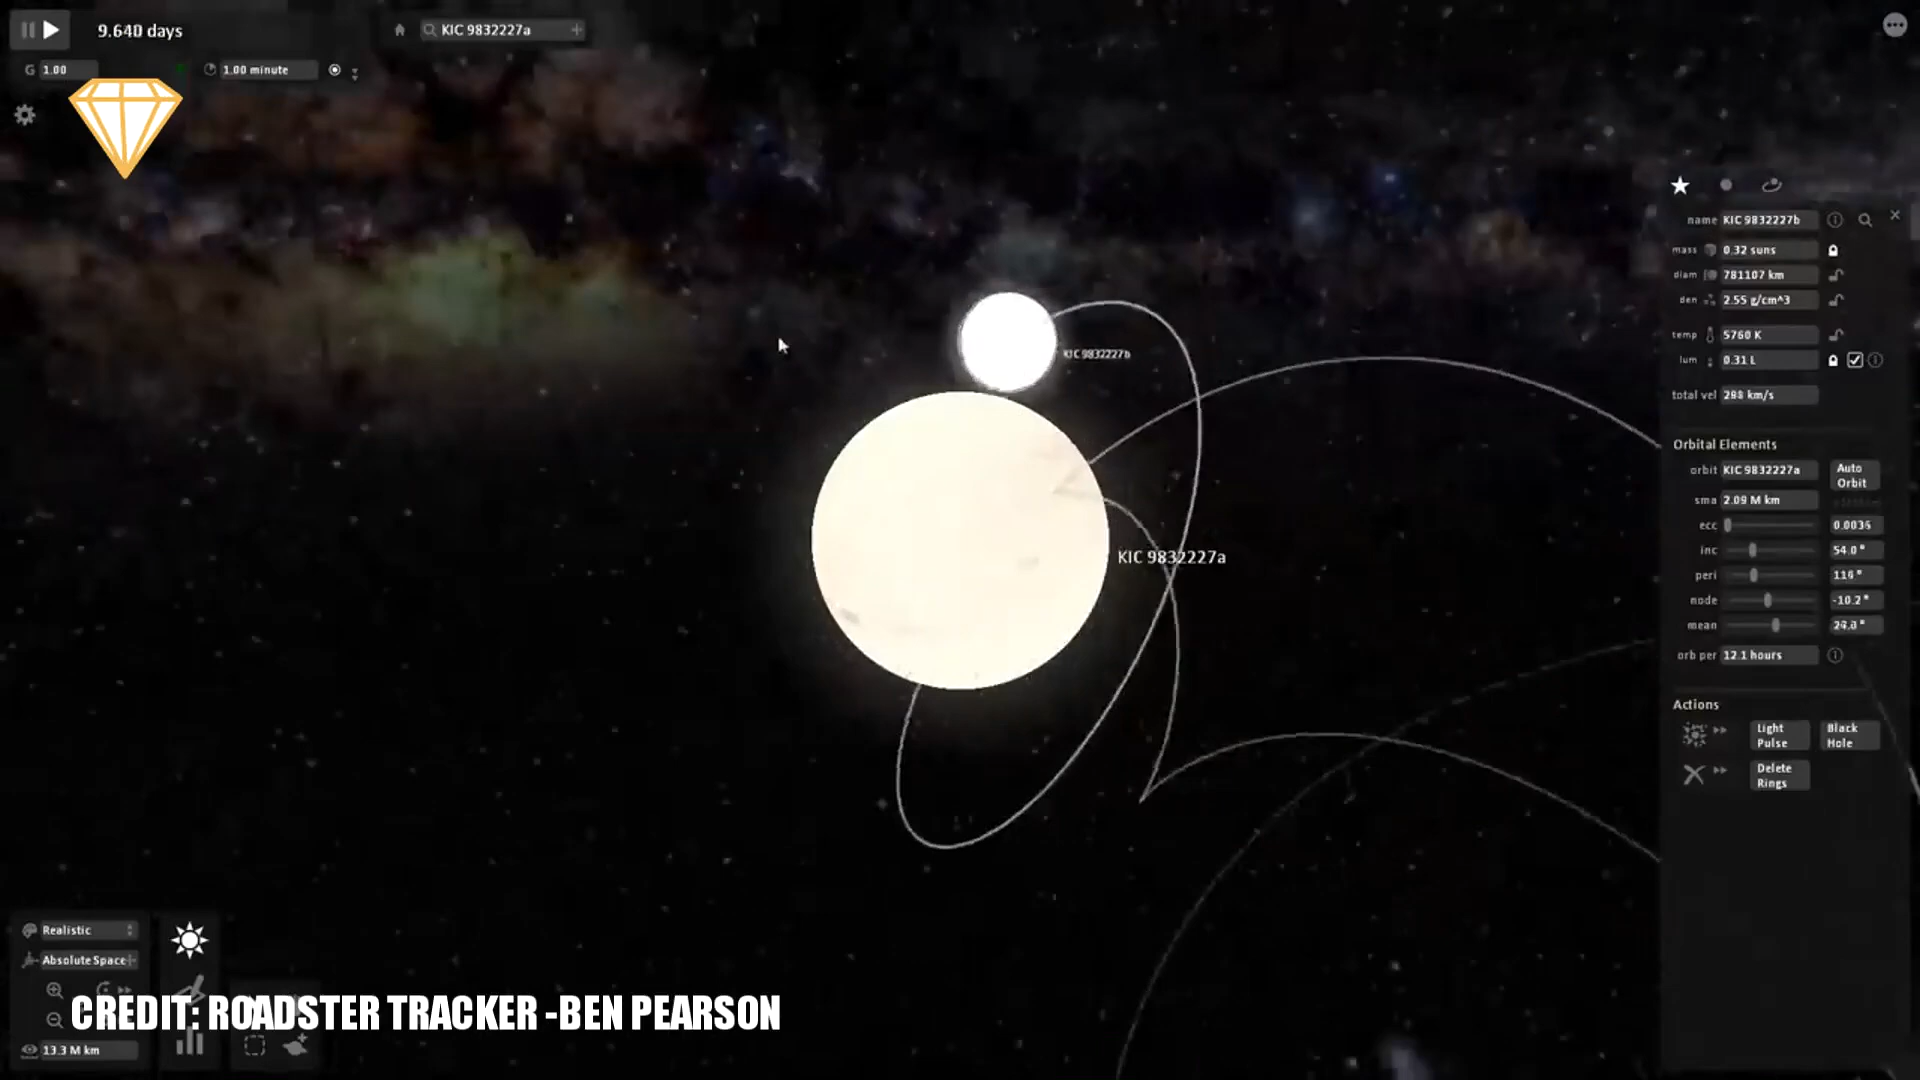 9.640 days
KIC 9832227a
G 1.00
1.00 minute
name KIC 9832227b
mass 0.32 suns
diam 781107 km
den 2.55 g/cm^3
temp 5760 K
lum 0.31 L
total vel 298 km/s
Orbital Elements
orbit KIC 9832227a
Auto
Orbit
sma 2.09 M km
ecc 0.0036
inc 54.0°
peri 116°
node -10.2°
mean
orb per 12.1 hours
Actions
Light
Pulse
Black
Hole
Delete
Rings
KIC 9832227b
KIC 9832227a
Realistic
Absolute Space
CREDIT: ROADSTER TRACKER -BEN PEARSON
13.3 M km